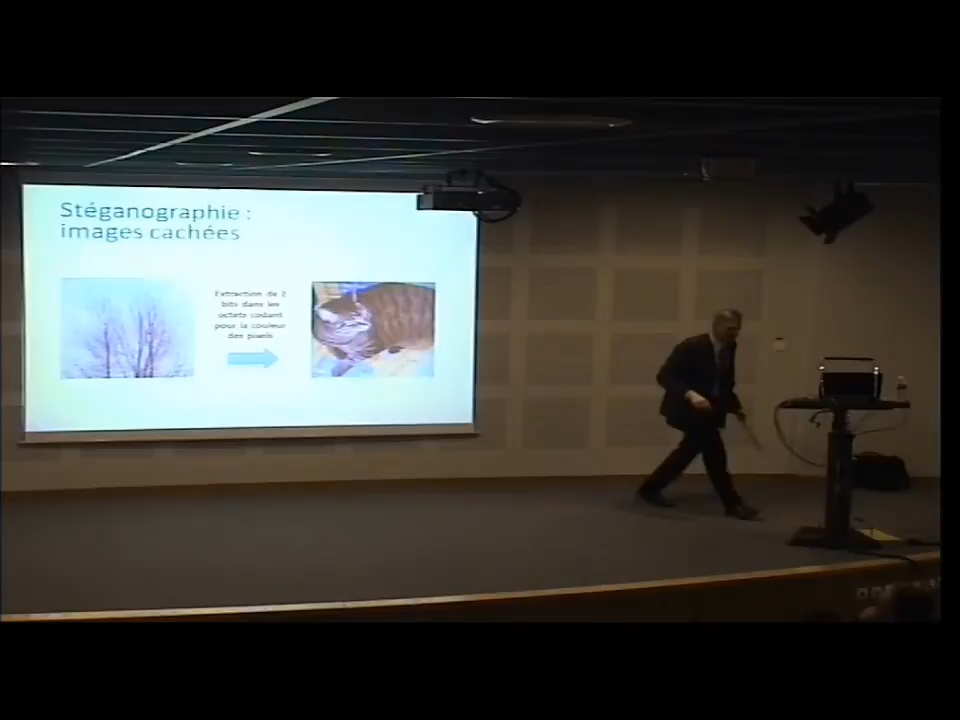 Stéganographie :
images cachées
Extraction de 2
bits dans les
octets codant
pour la couleur
des pixels